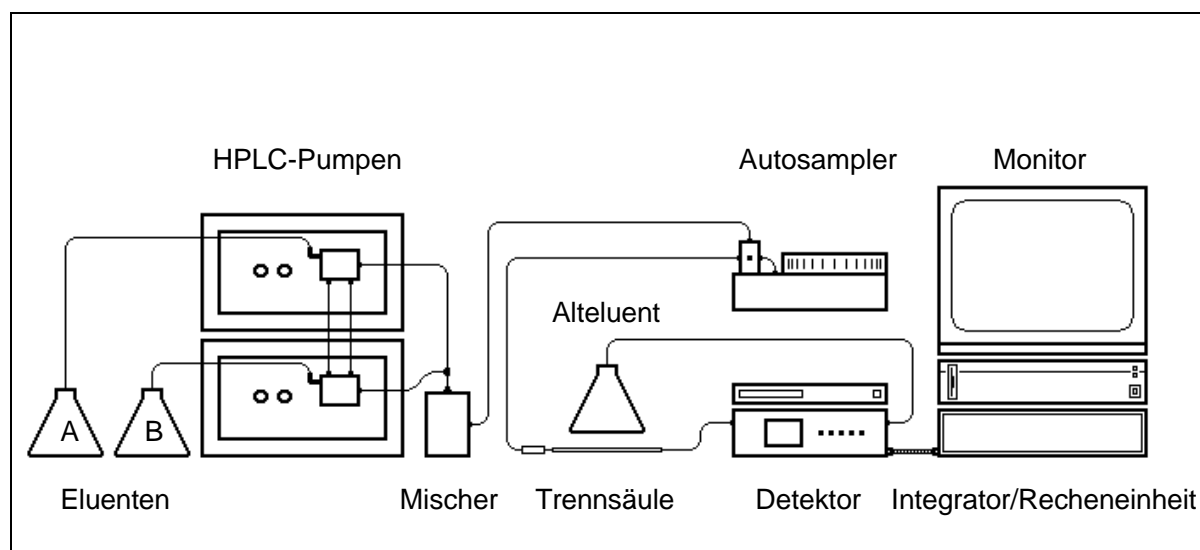 HPLC-Pumpen Autosampler Monitor
Alteluent
A B
Eluenten Mischer Trennsäule Detektor Integrator/Recheneinheit